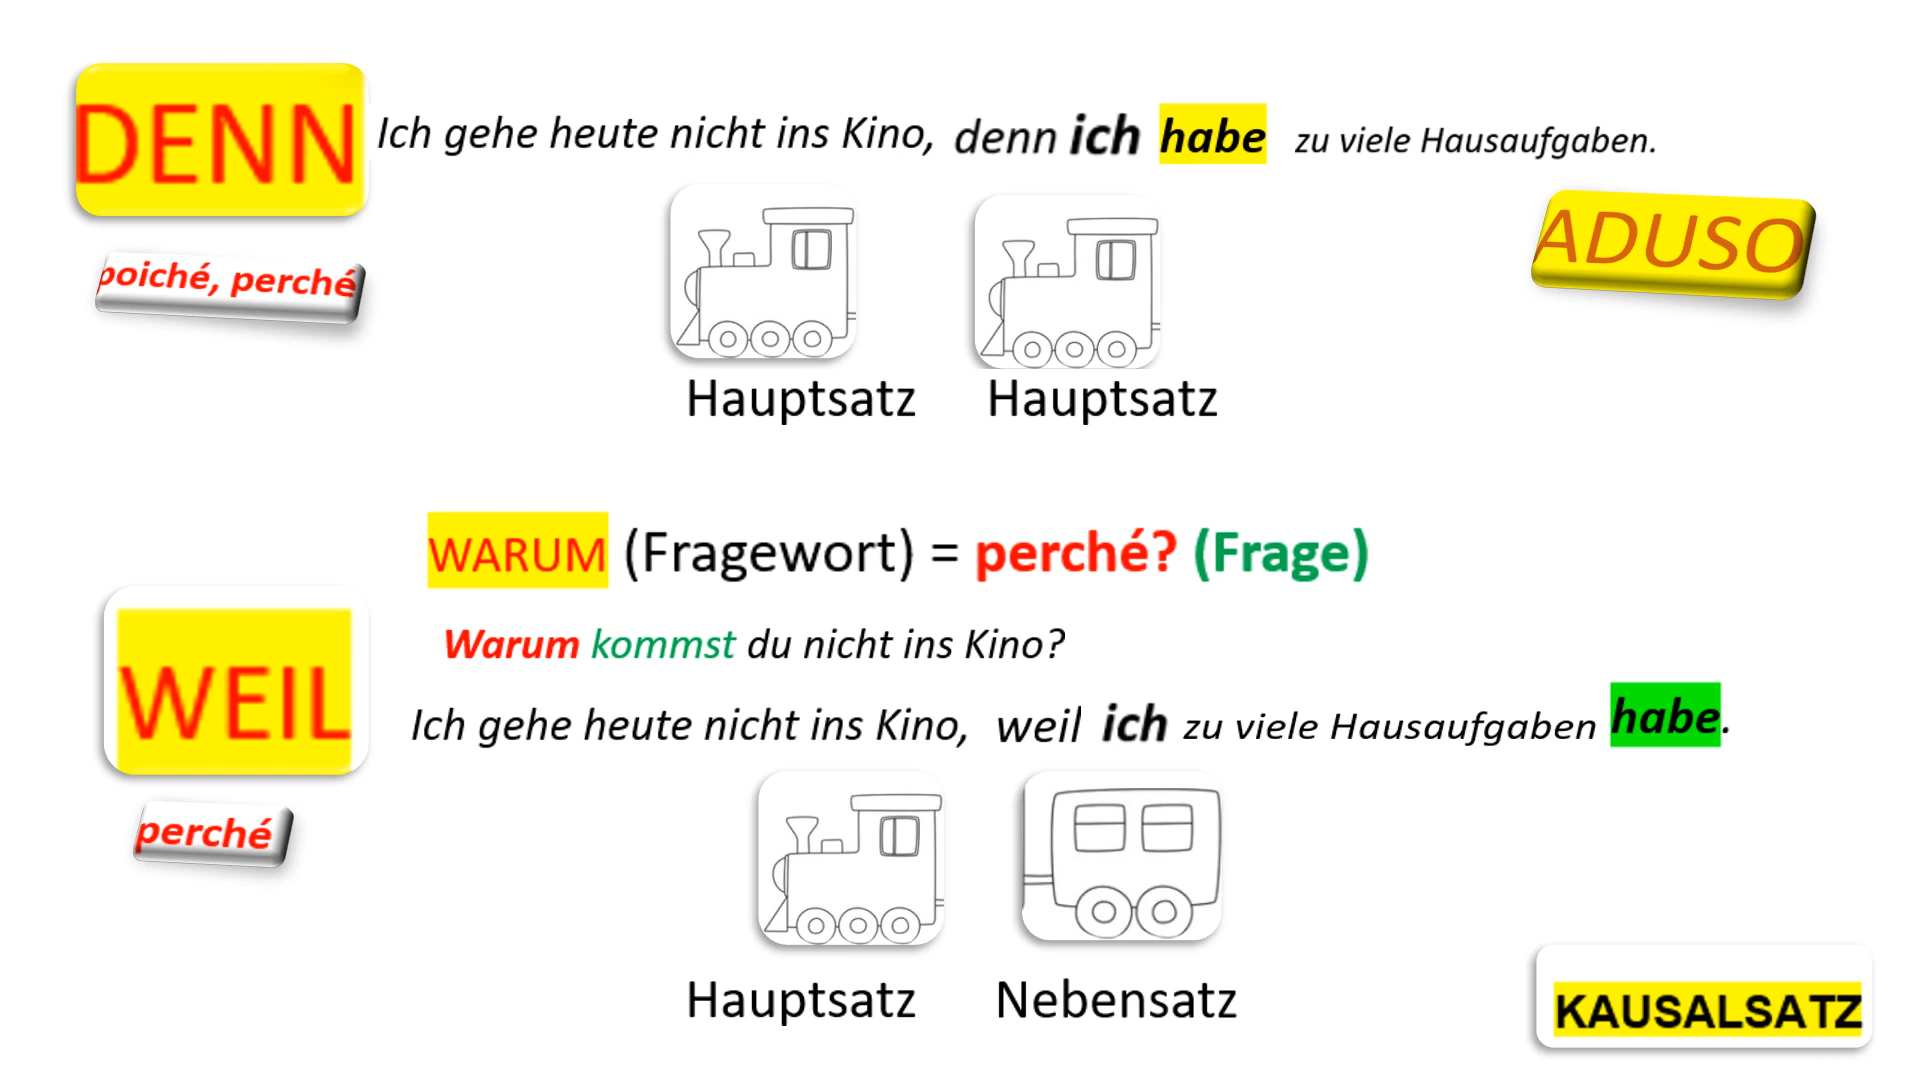 DENN
Ich gehe heute nicht ins Kino, denn ich habe zu viele Hausaufgaben.
poiché, perché
ADUSO
Hauptsatz Hauptsatz
WARUM (Fragewort) = perché? (Frage)
Warum kommst du nicht ins Kino?
WEIL
Ich gehe heute nicht ins Kino, weil ich zu viele Hausaufgaben habe.
perché
Hauptsatz Nebensatz
KAUSALSATZ